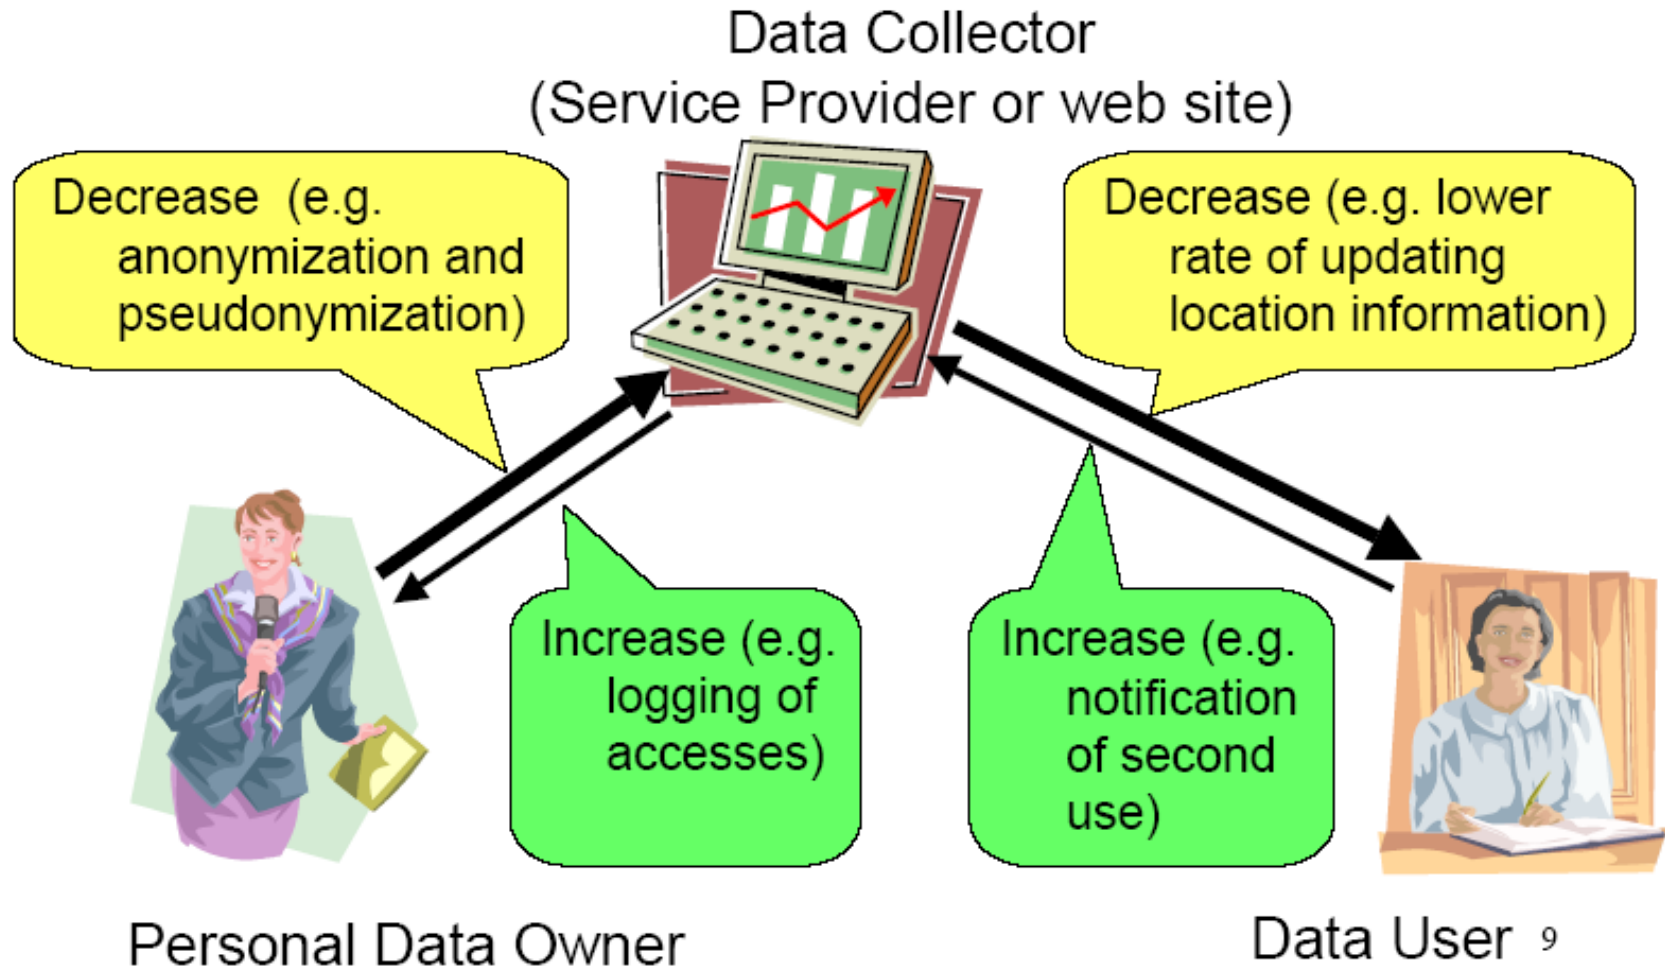 Data Collector
(Service Provider or web site)
Decrease (e.g.
anonymization and
pseudonymization)
Decrease (e.g. lower
rate of updating
location information)
Increase (e.g.
logging of
accesses)
Increase (e.g.
notification
of second
use)
Personal Data Owner
Data User
9